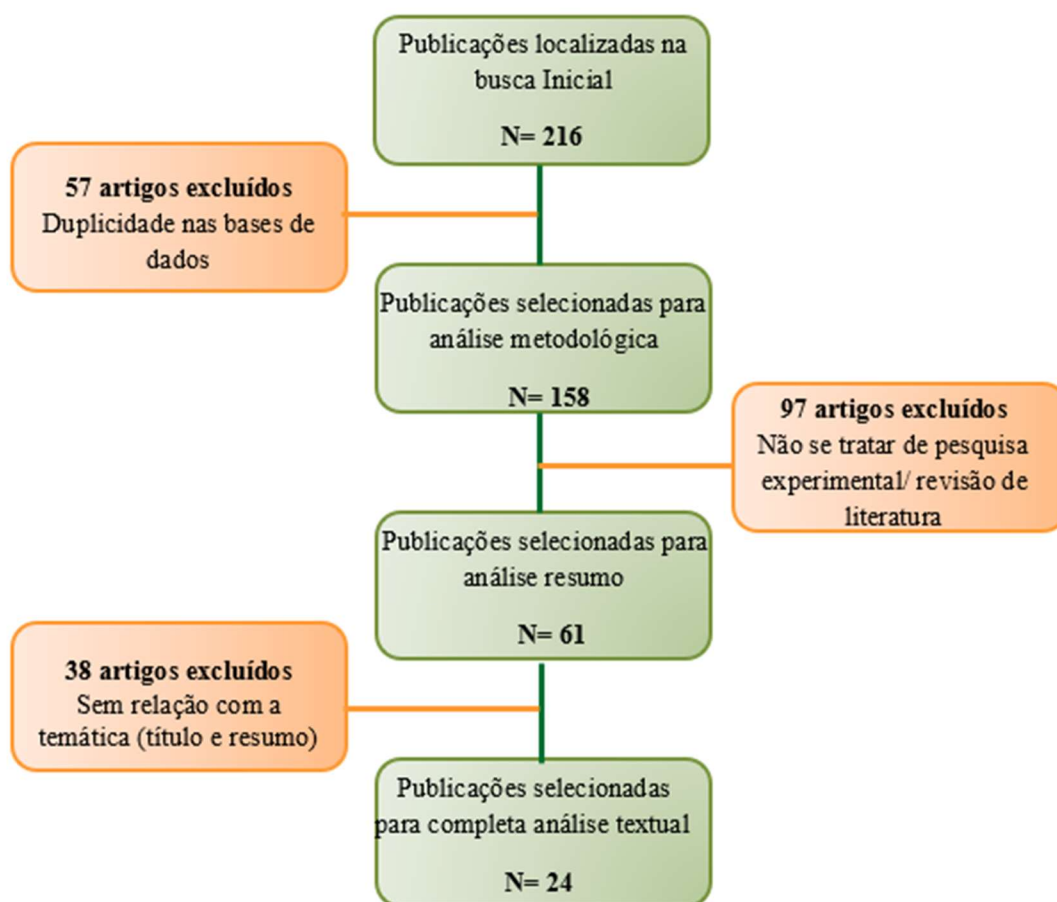 Publicações localizadas na
busca Inicial
N= 216
57 artigos excluídos
Duplicidade nas bases de
dados
Publicações selecionadas para
análise metodológica
N= 158
97 artigos excluídos
Não se tratar de pesquisa
experimental/ revisão de
literatura
Publicações selecionadas para
análise resumo
N= 61
38 artigos excluídos
Sem relação com a
temática (título e resumo)
Publicações selecionadas
para completa análise textual
N= 24